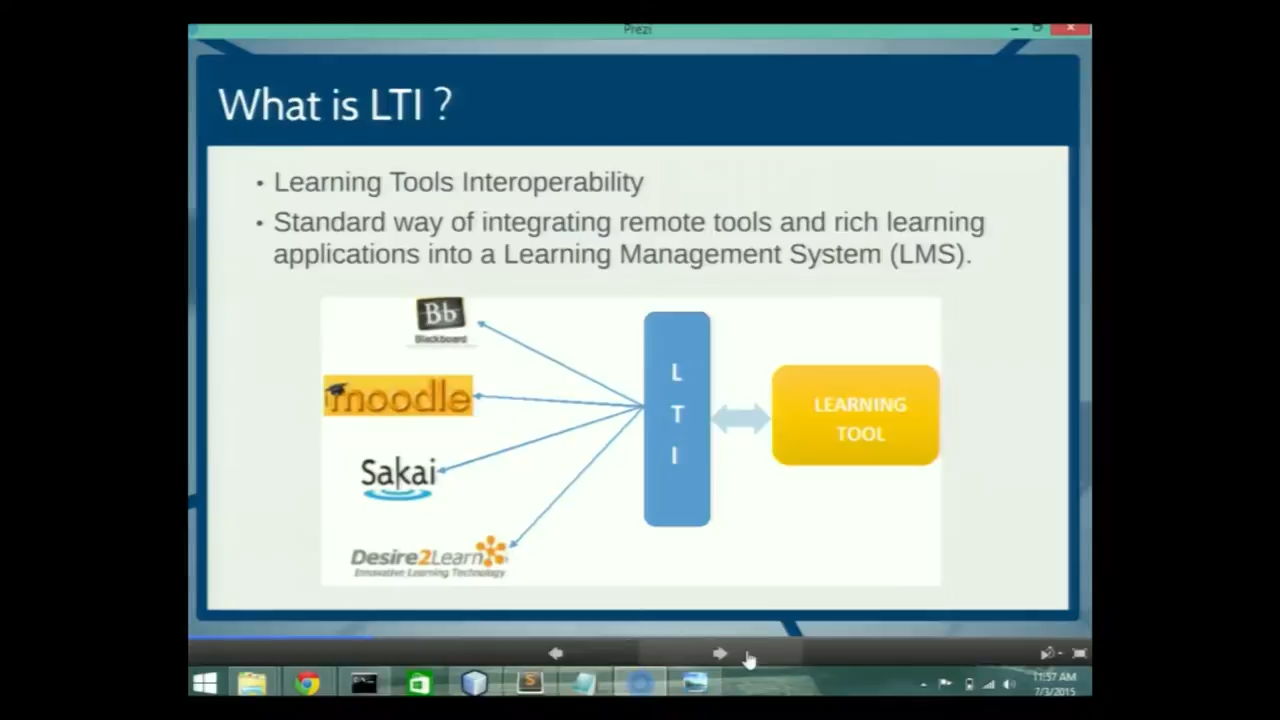 Prezi
What is LTI ?
• Learning Tools Interoperability
• Standard way of integrating remote tools and rich learning
applications into a Learning Management System (LMS).
Bb
Blackboard
moodle
Sakai
Desire2Learn
Innovative Learning Technology
L
T
I
LEARNING
TOOL
11:57 AM
7/3/2015